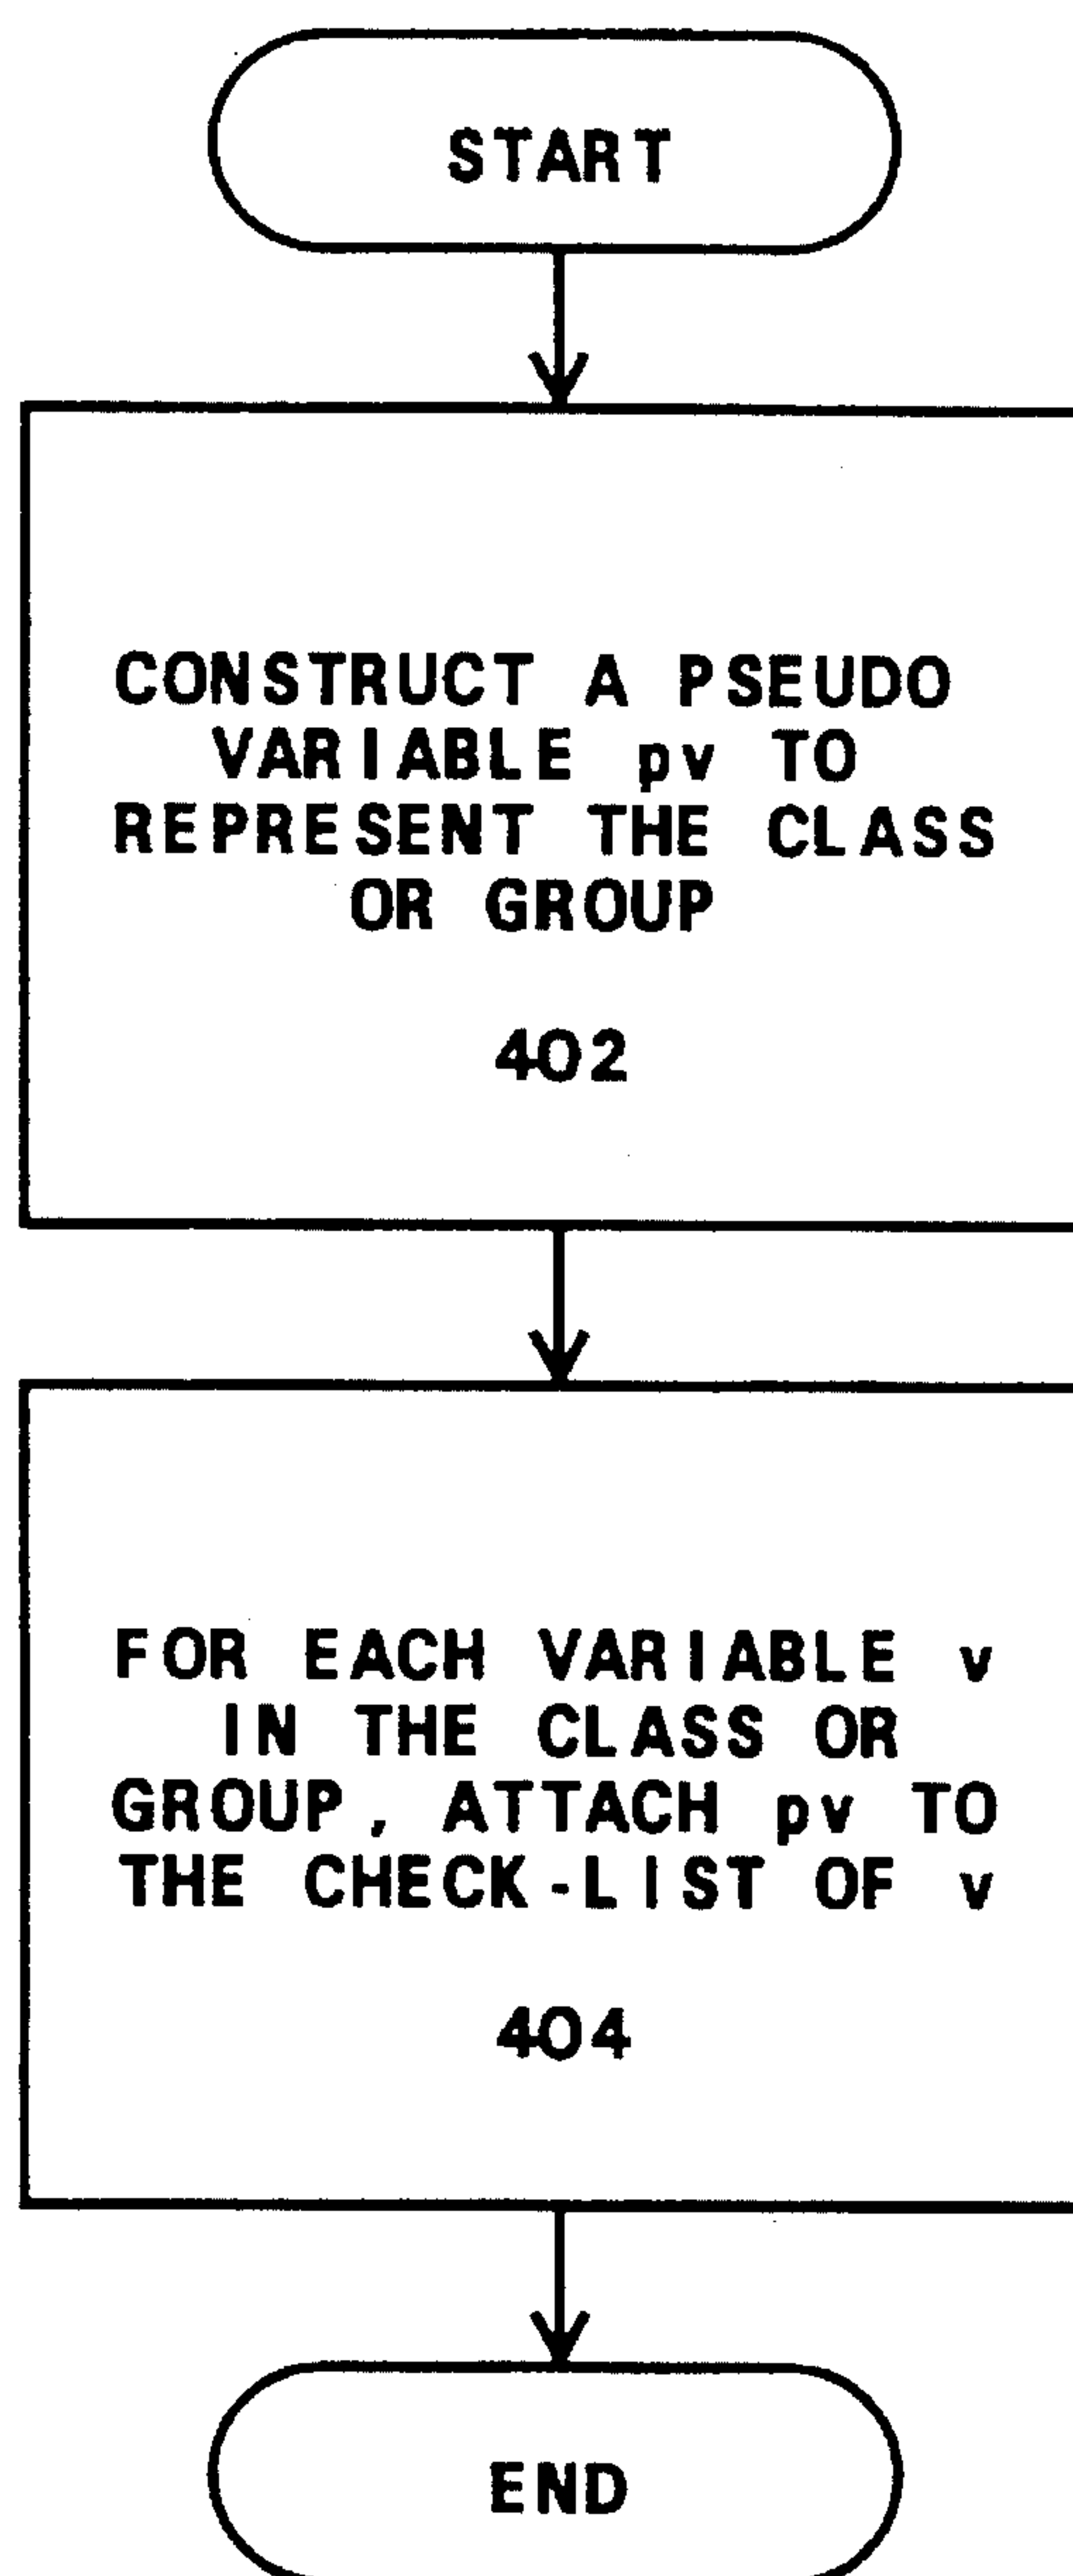 START
CONSTRUCT A PSEUDO
VARIABLE pv TO
REPRESENT THE CLASS
OR GROUP
402
FOR EACH VARIABLE v
IN THE CLASS OR
GROUP, ATTACH pv TO
THE CHECK-LIST OF v
404
END